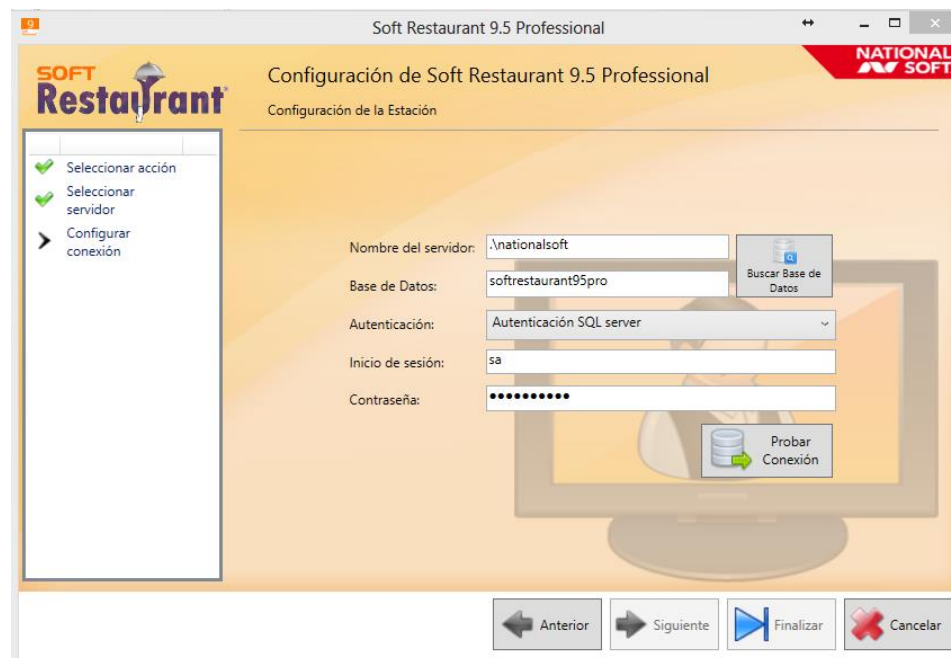 9
Soft Restaurant 9.5 Professional
SOFT
Restaurant
Configuración de Soft Restaurant 9.5 Professional
NATIONAL
SOFT
Configuración de la Estación
Seleccionar acción
Seleccionar
servidor
Configurar
conexión
Nombre del servidor:
.\nationalsoft
Buscar Base de
Datos
Base de Datos:
softrestaurant95pro
Autenticación:
Autenticación SQL server
Inicio de sesión:
sa
Contraseña:
••••••••••
Probar
Conexión
Anterior
Siguiente
Finalizar
Cancelar